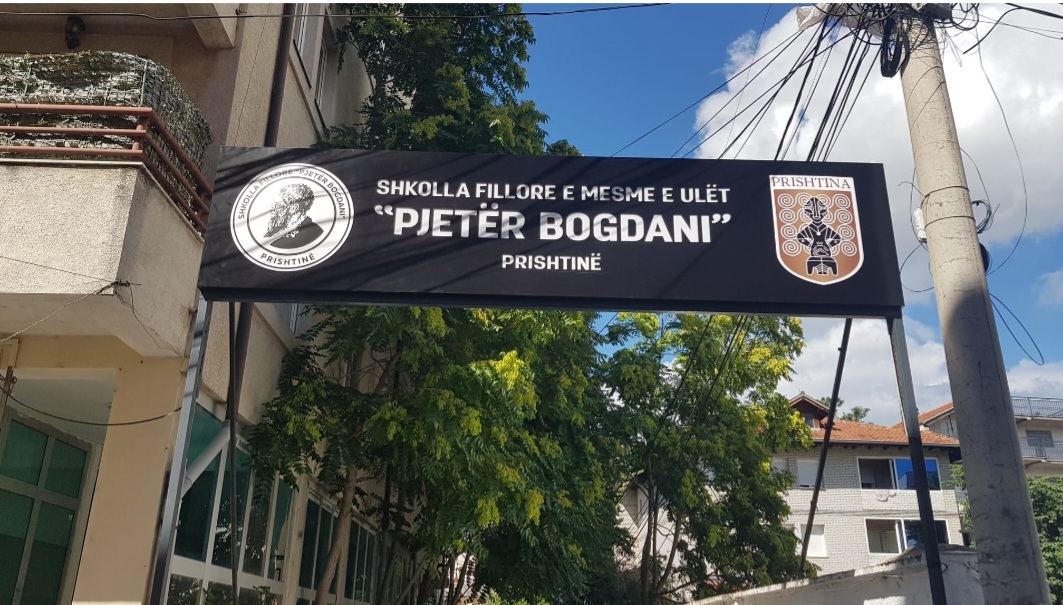 SHKOLLA FILLORE "PJETËR BOGDANI"
PRISHTINË
SHKOLLA FILLORE E MESME E ULËT
“PJETËR BOGDANI”
PRISHTINË
PRISHTINA